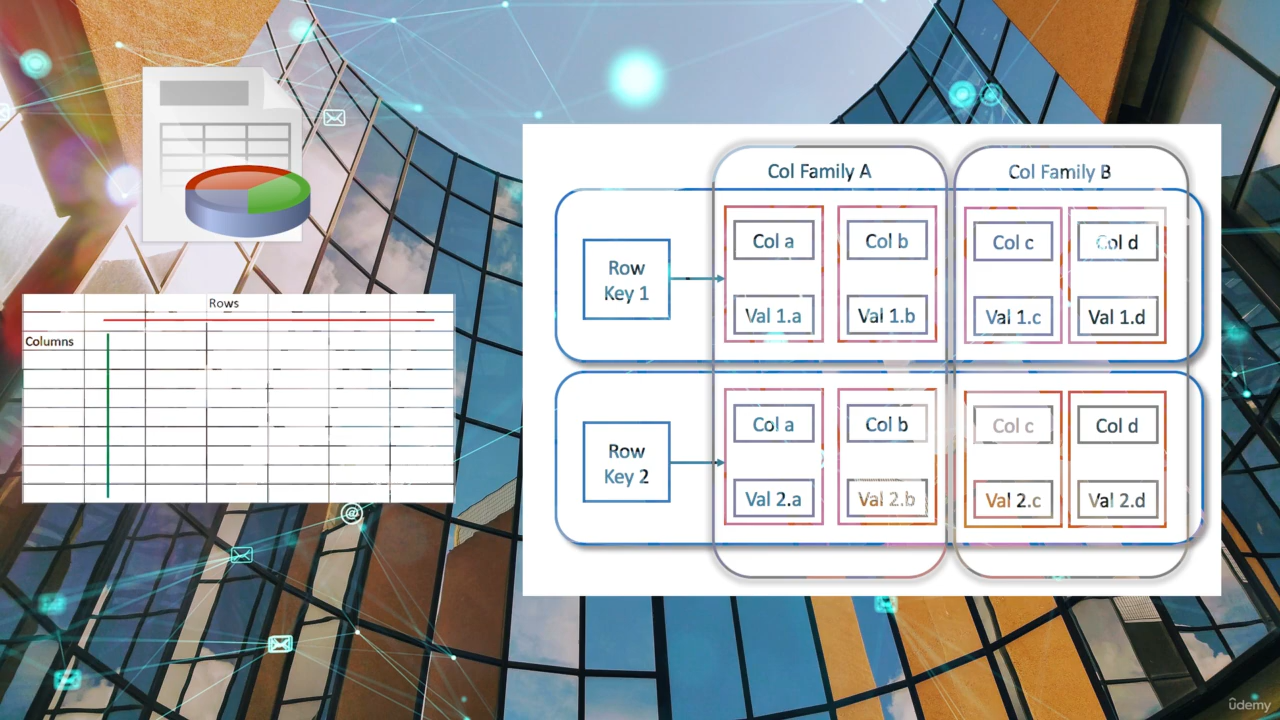 Rows
Columns
Col Family A
Col Family B
Row
Key 1
Col a
Col b
Col c
Col d
Val 1.a
Val 1.b
Val 1.c
Val 1.d
Row
Key 2
Col a
Col b
Col c
Col d
Val 2.a
Val 2.b
Val 2.c
Val 2.d
@
ûdemy